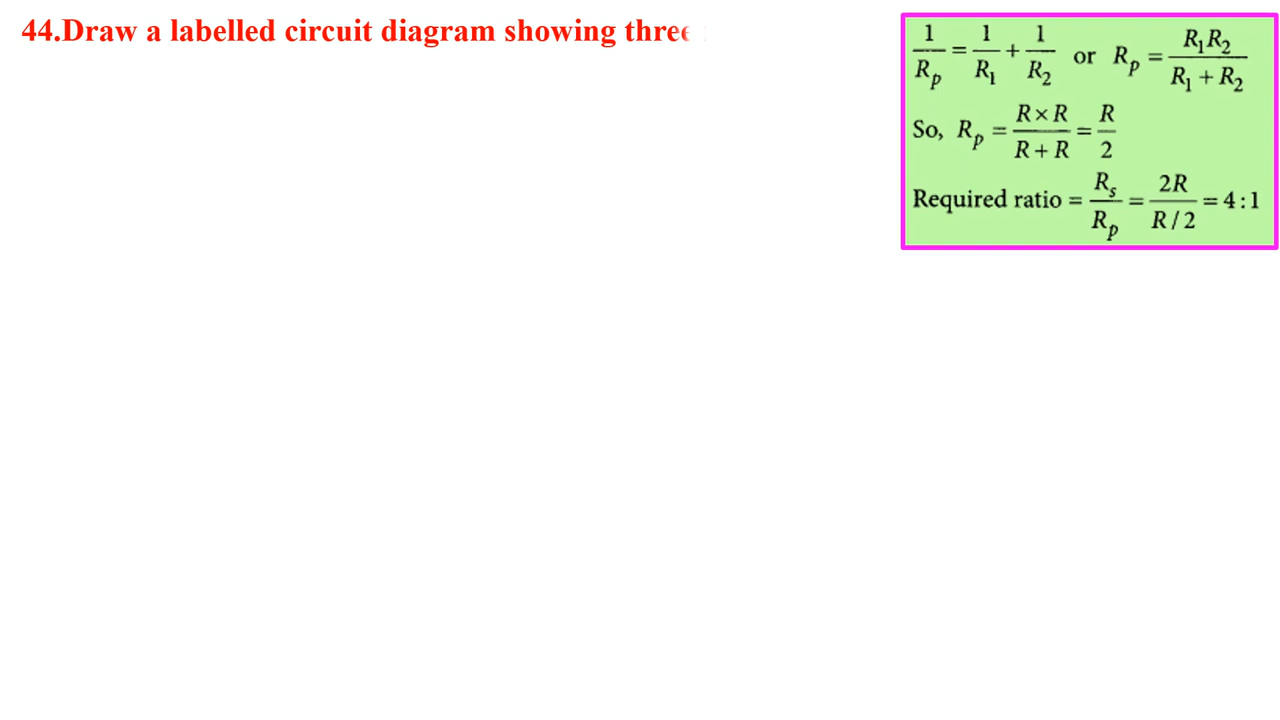 44.Draw a labelled circuit diagram showing three
1/R_p = 1/R_1 + 1/R_2 or R_p = R_1R_2/(R_1 + R_2)
So, R_p = (R × R)/(R + R) = R/2
Required ratio = R_s/R_p = 2R/(R / 2) = 4 : 1